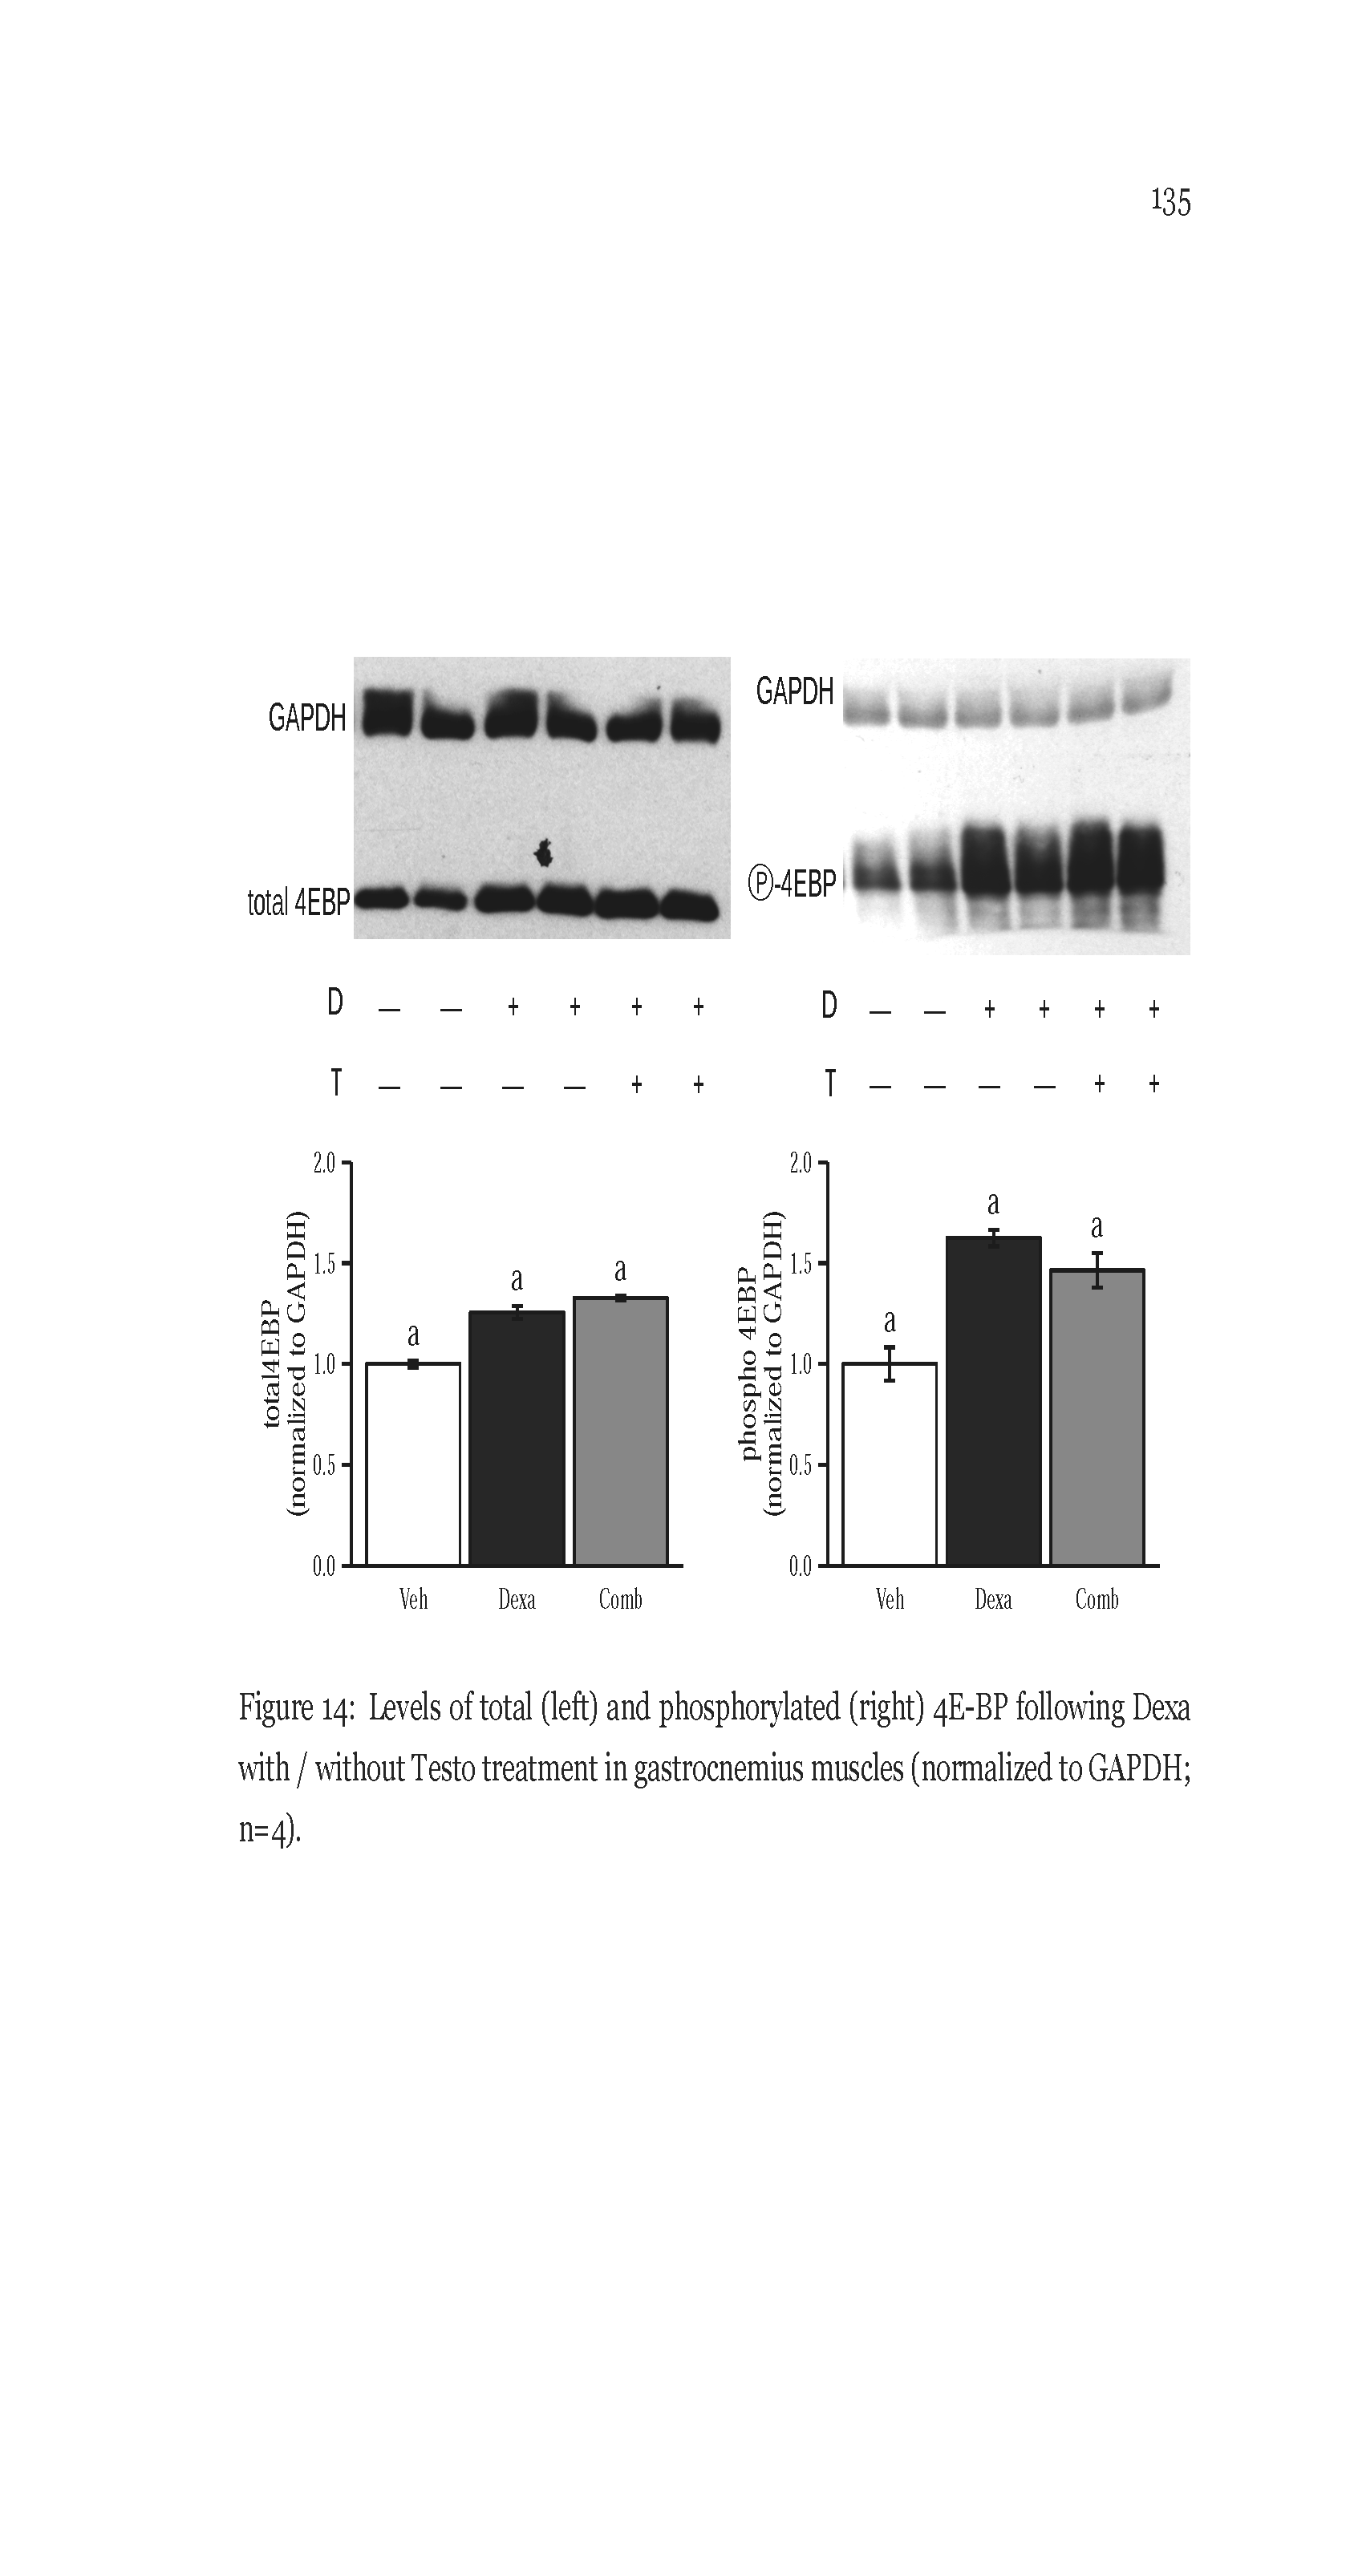 135
GAPDH
total 4EBP
D — — + + + +
T — — — — + +
GAPDH
Ⓟ-4EBP
D — — + + + +
T — — — — + +
total4EBP
(normalized to GAPDH)
2.0
1.5
1.0
0.5
0.0
a
a
a
Veh Dexa Comb
phospho 4EBP
(normalized to GAPDH)
2.0
1.5
1.0
0.5
0.0
a
a
a
Veh Dexa Comb
Figure 14: Levels of total (left) and phosphorylated (right) 4E-BP following Dexa
with / without Testo treatment in gastrocnemius muscles (normalized to GAPDH;
n=4).